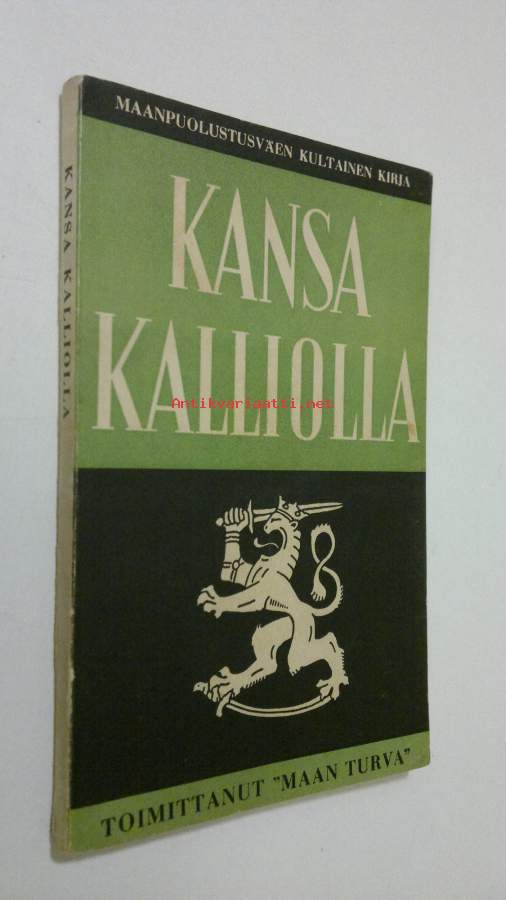 MAANPUOLUSTUSVÄEN KULTAINEN KIRJA
KANSA
KALLIOLLA
Antikvariaatti.net
TOIMITTANUT "MAAN TURVA"
KANSA KALLIOLLA